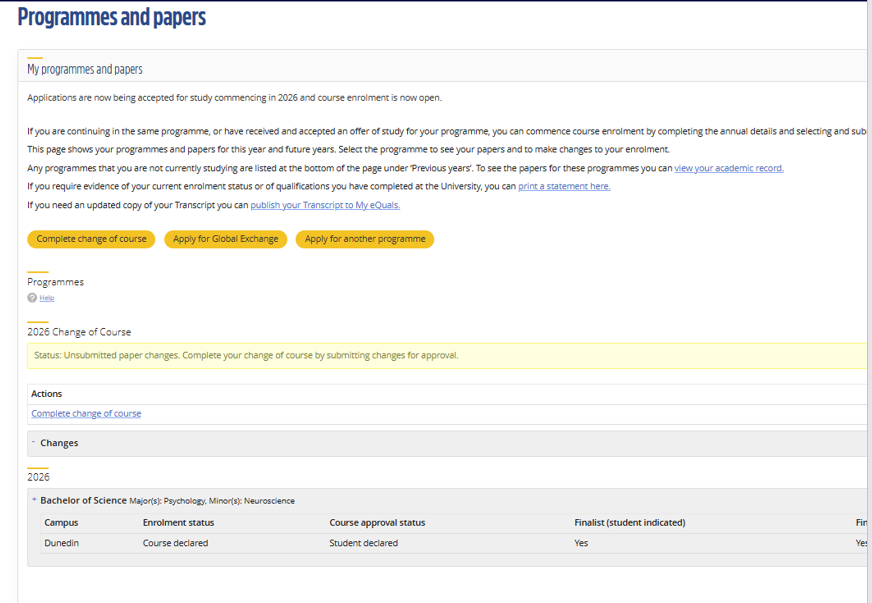 Programmes and papers
My programmes and papers
Applications are now being accepted for study commencing in 2026 and course enrolment is now open.
If you are continuing in the same programme, or have received and accepted an offer of study for your programme, you can commence course enrolment by completing the annual details and selecting and sub
This page shows your programmes and papers for this year and future years. Select the programme to see your papers and to make changes to your enrolment.
Any programmes that you are not currently studying are listed at the bottom of the page under 'Previous years'. To see the papers for these programmes you can view your academic record.
If you require evidence of your current enrolment status or of qualifications you have completed at the University, you can print a statement here.
If you need an updated copy of your Transcript you can publish your Transcript to My eQuals.
Complete change of course Apply for Global Exchange Apply for another programme
Programmes
? Help
2026 Change of Course
Status: Unsubmitted paper changes. Complete your change of course by submitting changes for approval.
Actions
Complete change of course
- Changes
2026
+ Bachelor of Science Major(s): Psychology, Minor(s): Neuroscience
Campus Enrolment status Course approval status Finalist (student indicated) Fin
Dunedin Course declared Student declared Yes Yes